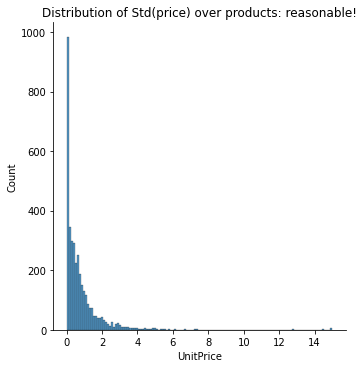 Distribution of Std(price) over products: reasonable!
1000
800
600
400
200
0
Count
0 2 4 6 8 10 12 14
UnitPrice